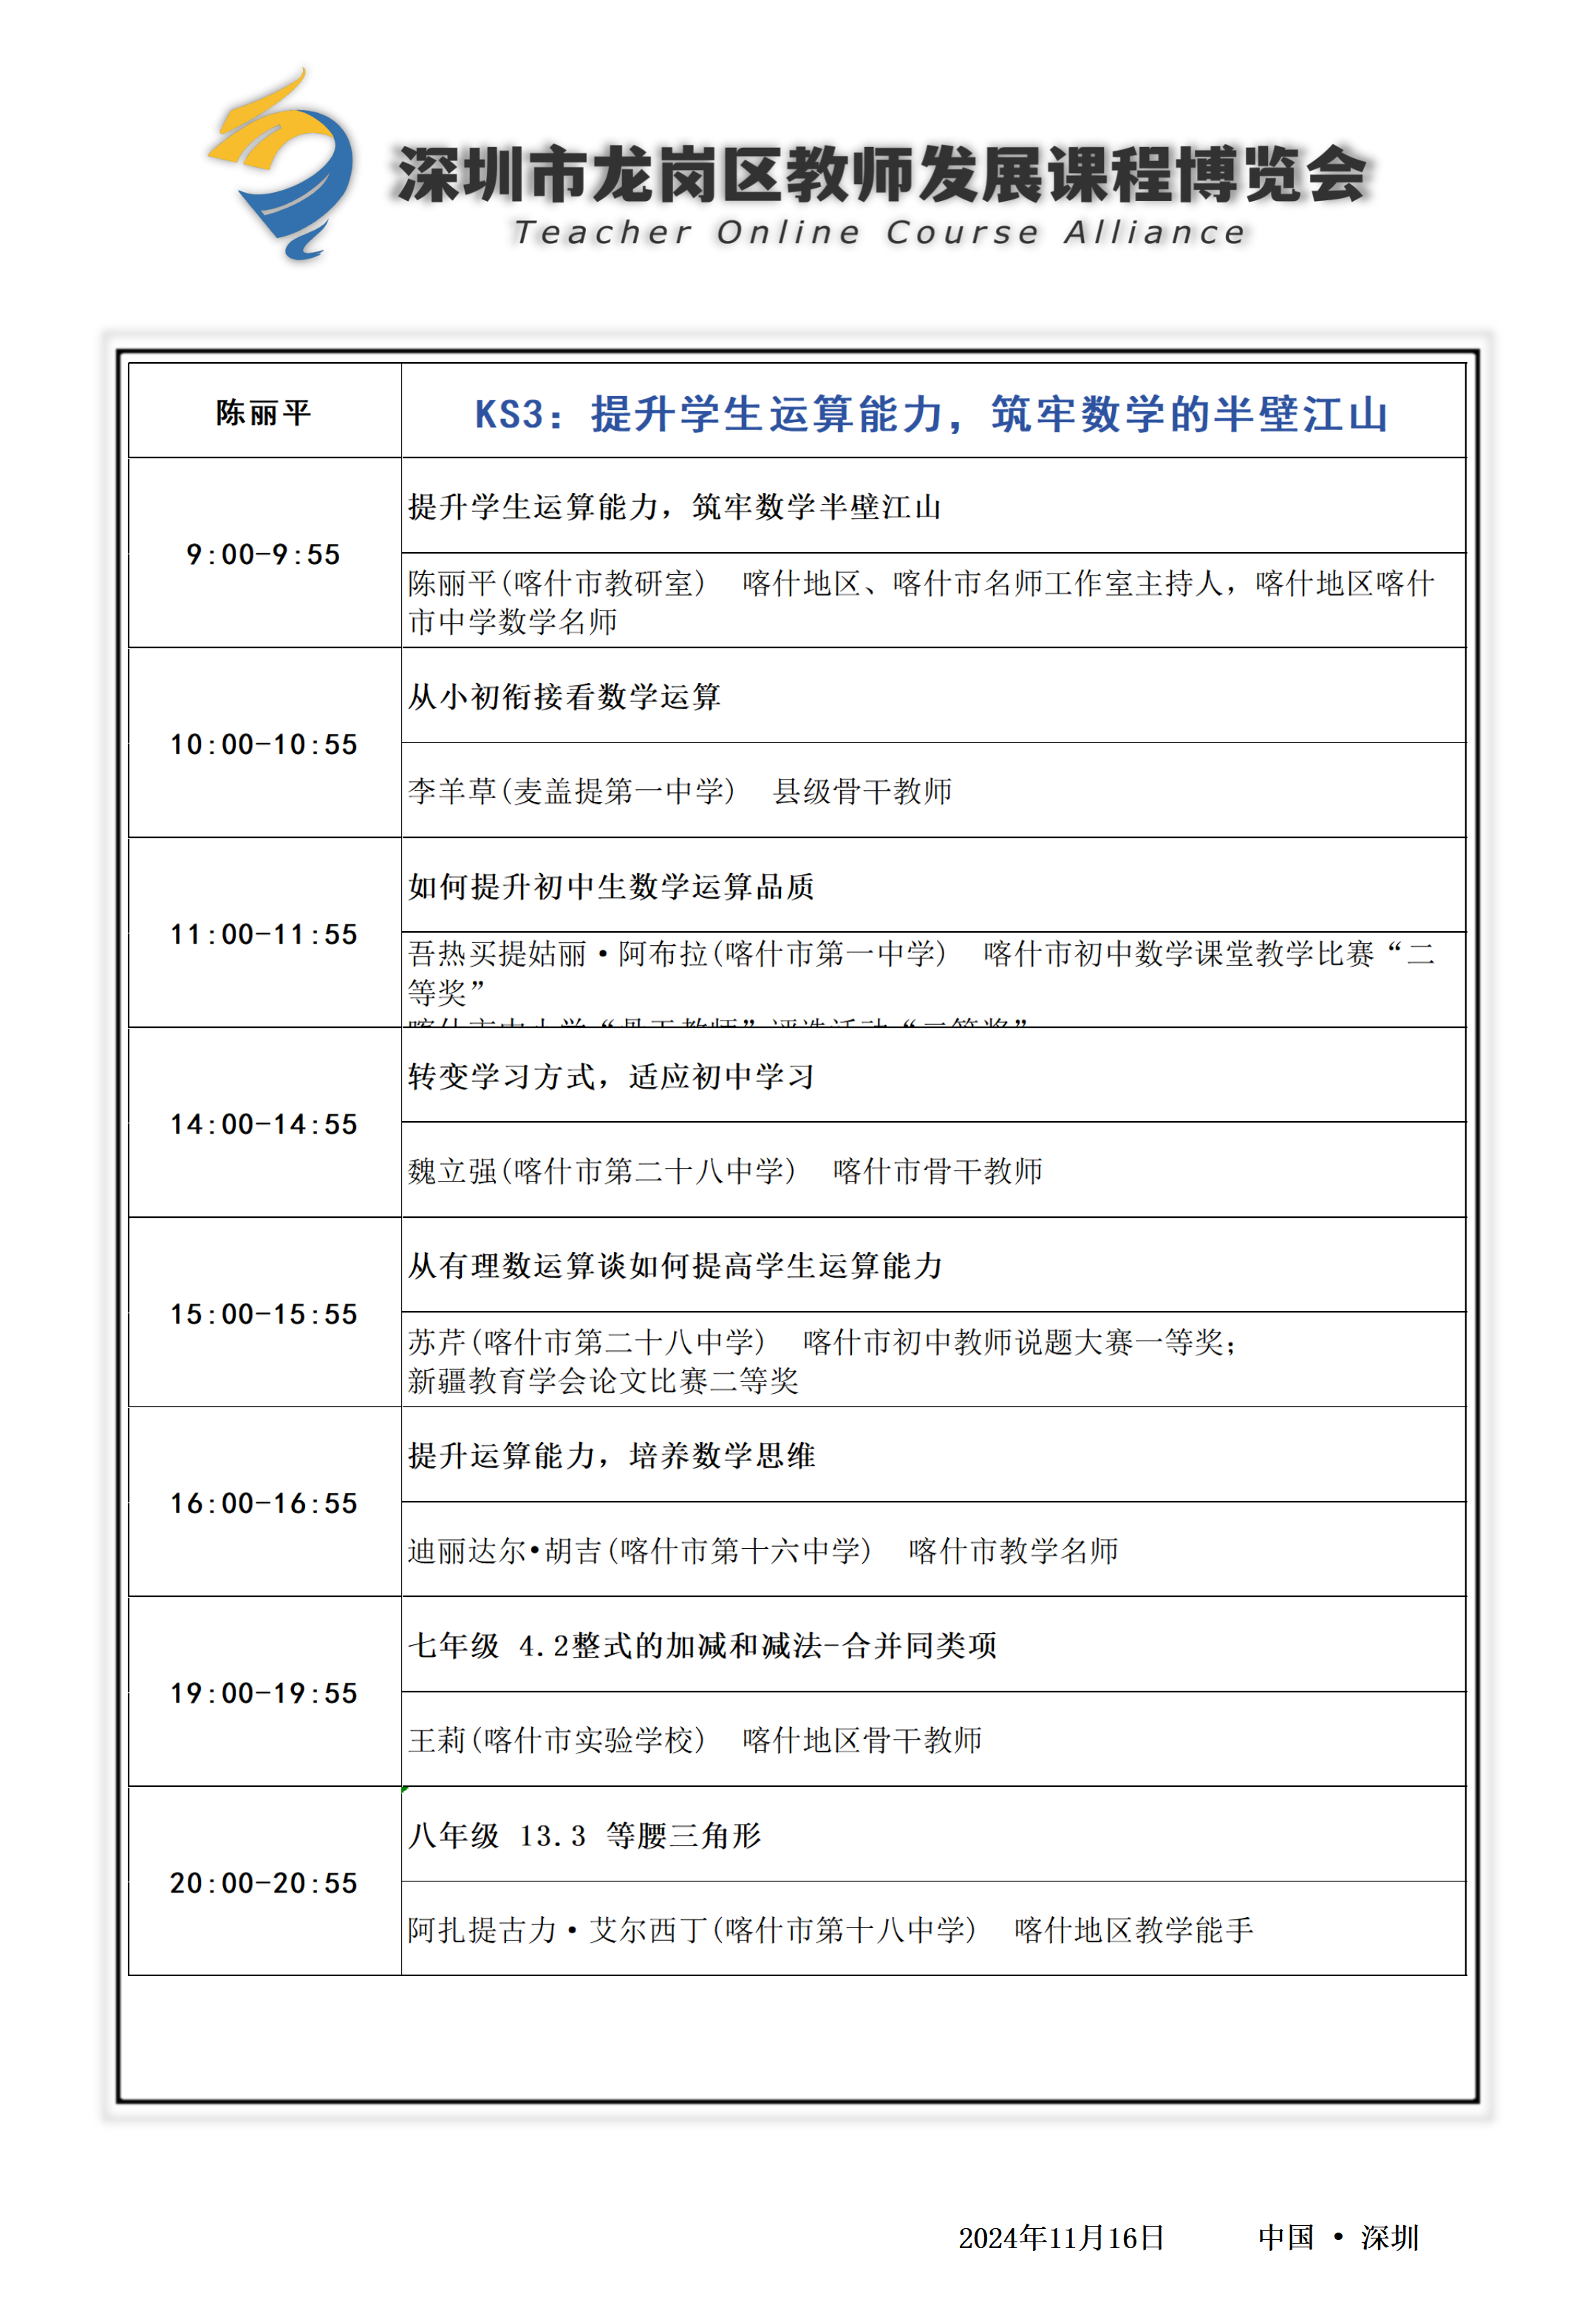 深圳市龙岗区教师发展课程博览会
Teacher Online Course Alliance
陈丽平
KS3：提升学生运算能力，筑牢数学的半壁江山
9:00-9:55
提升学生运算能力，筑牢数学半壁江山
陈丽平(喀什市教研室)　喀什地区、喀什市名师工作室主持人，喀什地区喀什
市中学数学名师
10:00-10:55
从小初衔接看数学运算
李羊草(麦盖提第一中学)　县级骨干教师
11:00-11:55
如何提升初中生数学运算品质
吾热买提姑丽·阿布拉(喀什市第一中学)　喀什市初中数学课堂教学比赛“二
等奖”
14:00-14:55
转变学习方式，适应初中学习
魏立强(喀什市第二十八中学)　喀什市骨干教师
15:00-15:55
从有理数运算谈如何提高学生运算能力
苏芹(喀什市第二十八中学)　喀什市初中教师说题大赛一等奖；
新疆教育学会论文比赛二等奖
16:00-16:55
提升运算能力，培养数学思维
迪丽达尔•胡吉(喀什市第十六中学)　喀什市教学名师
19:00-19:55
七年级 4.2整式的加减和减法-合并同类项
王莉(喀什市实验学校)　喀什地区骨干教师
20:00-20:55
八年级 13.3 等腰三角形
阿扎提古力·艾尔西丁(喀什市第十八中学)　喀什地区教学能手
2024年11月16日　中国 • 深圳